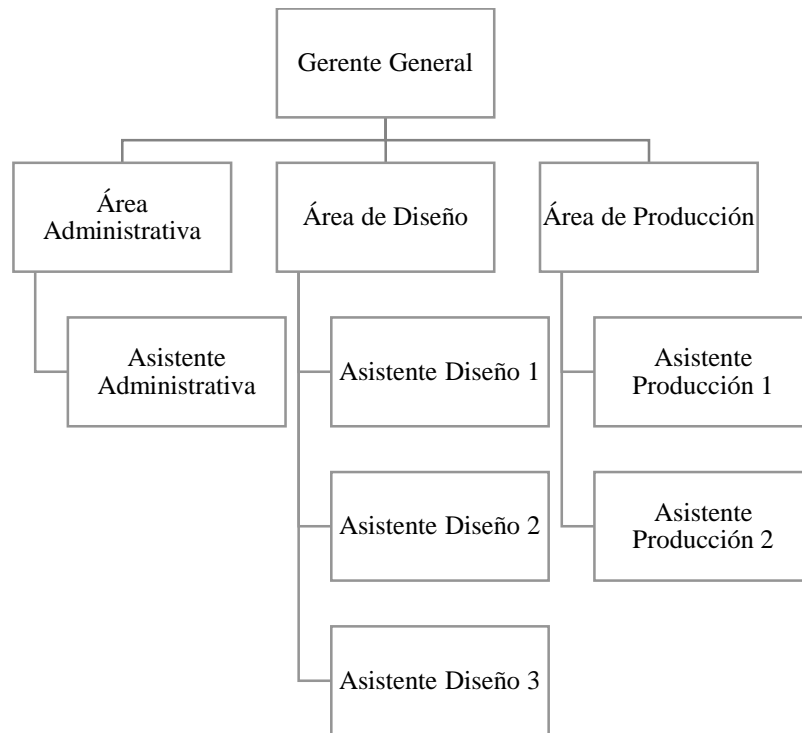 Gerente General
Área
Administrativa
Área de Diseño
Área de Producción
Asistente
Administrativa
Asistente Diseño 1
Asistente
Producción 1
Asistente Diseño 2
Asistente
Producción 2
Asistente Diseño 3